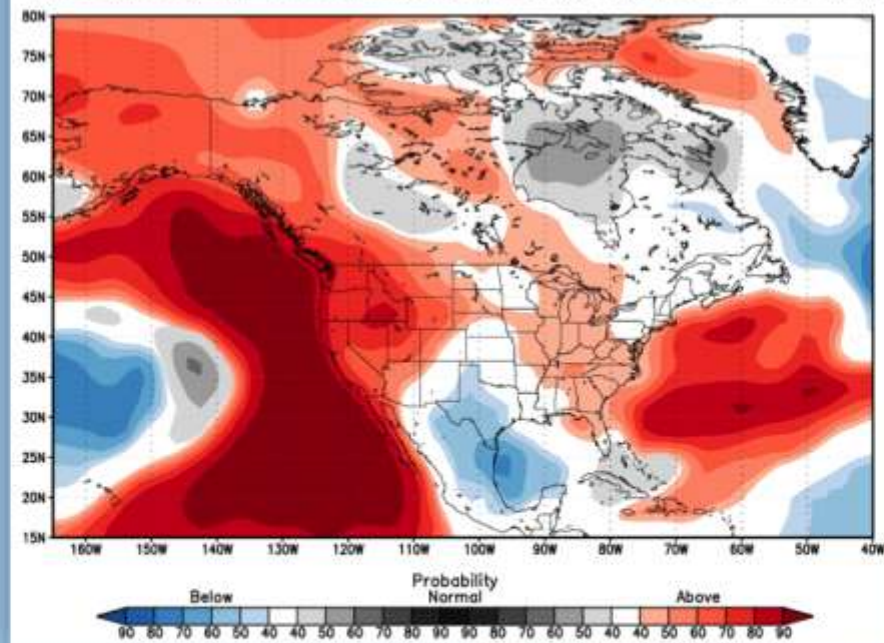 80N
75N
70N
65N
60N
55N
50N
45N
40N
35N
30N
25N
20N
15N
160W 150W 140W 130W 120W 110W 100W 90W 80W 70W 60W 50W 40W
Probability
Below Normal Above
90 80 70 60 50 40 40 50 60 70 80 90 90 80 70 60 50 40 40 50 60 70 80 90